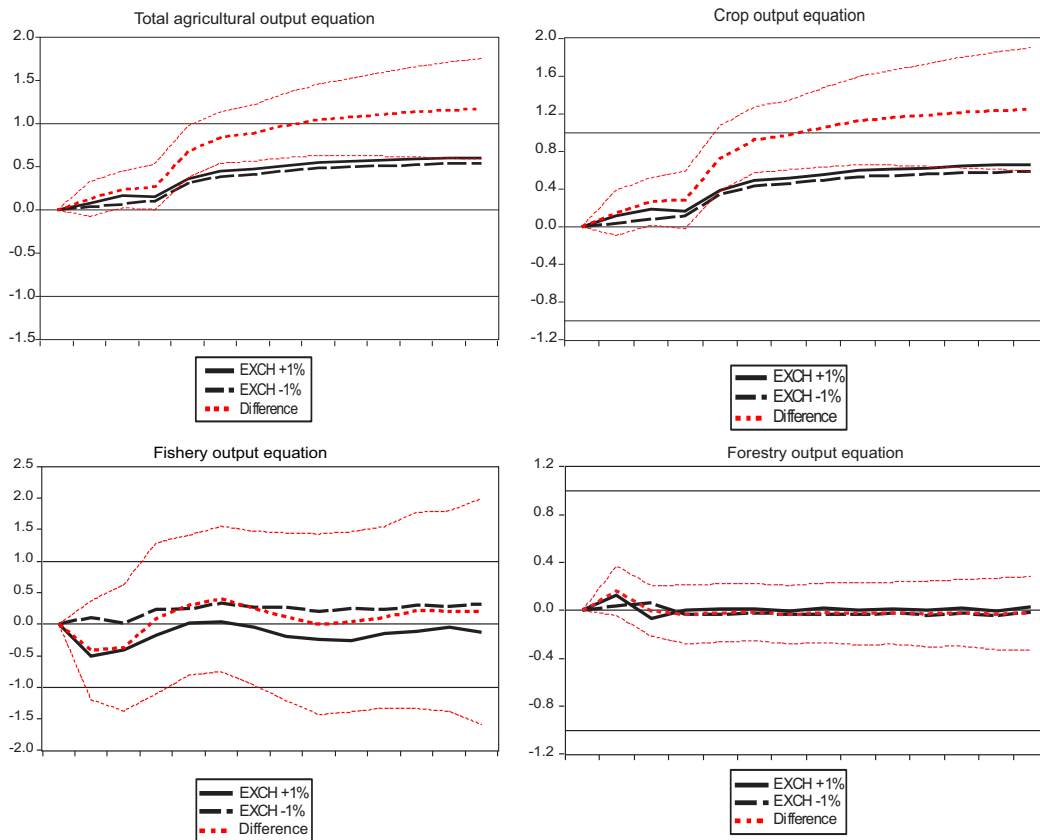 Total agricultural output equation
2.0
1.5
1.0
0.5
0.0
-0.5
-1.0
-1.5
EXCH +1%
EXCH -1%
Difference
Crop output equation
2.0
1.6
1.2
0.8
0.4
0.0
-0.4
-0.8
-1.2
EXCH +1%
EXCH -1%
Difference
Fishery output equation
2.5
2.0
1.5
1.0
0.5
0.0
-0.5
-1.0
-1.5
-2.0
EXCH +1%
EXCH -1%
Difference
Forestry output equation
1.2
0.8
0.4
0.0
-0.4
-0.8
-1.2
EXCH +1%
EXCH -1%
Difference